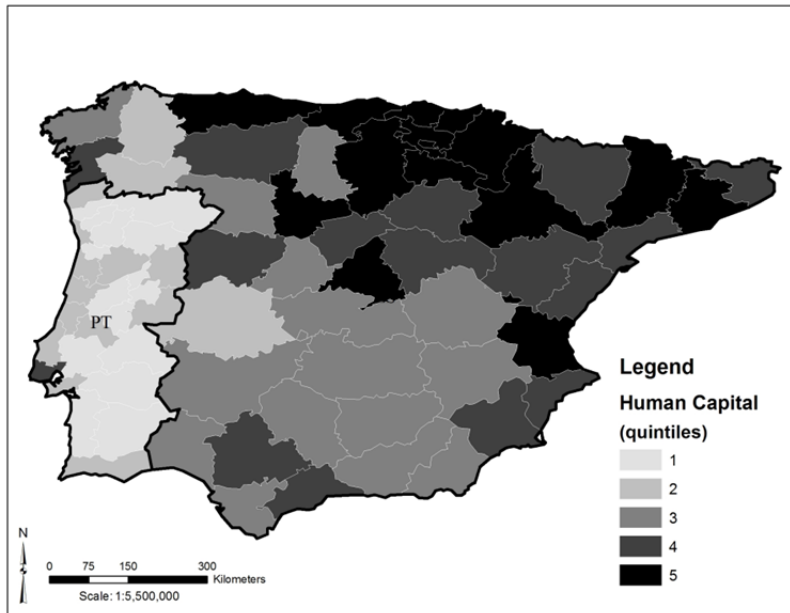 PT
Legend
Human Capital
(quintiles)
1
2
3
4
5
N
0 75 150 300
Kilometers
Scale: 1:5,500,000